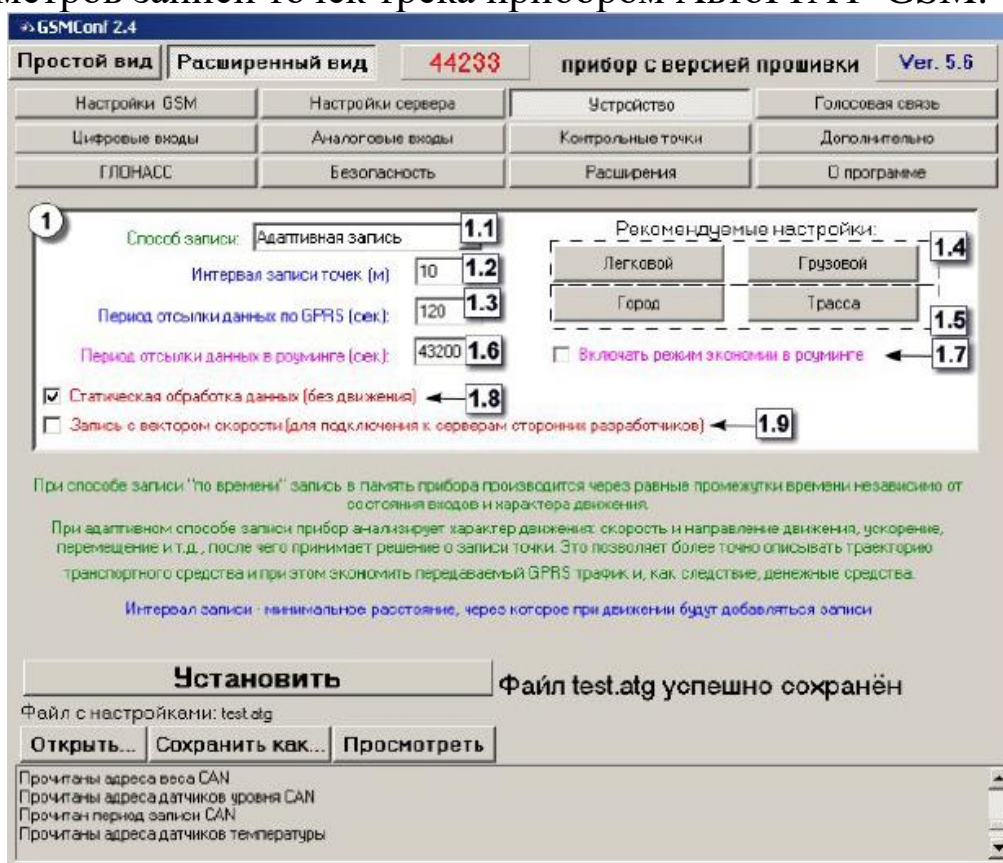 метров записи точек трека прибором АвтоГРАФ-GSM.
GSMConf 2.4
Простой вид Расширенный вид 44233 прибор с версией прошивки Ver. 5.6
Настройки GSM Настройки сервера Устройство Голосовая связь
Цифровые входы Аналоговые входы Контрольные точки Дополнительно
ГЛОНАСС Безопасность Расширения О программе
1
Способ записи: Адаптивная запись 1.1 Рекомендуемые настройки: 1.4
Интервал записи точек (м) 10 1.2 Легковой Грузовой
Период отсылки данных по GPRS (сек): 120 1.3 Город Трасса 1.5
Период отсылки данных в роуминге (сек): 43200 1.6 Включать режим экономии в роуминге 1.7
Статическая обработка данных (без движения) 1.8
Запись с вектором скорости (для подключения к серверам сторонних разработчиков) 1.9
При способе записи "по времени" запись в память прибора производится через равные промежутки времени независимо от
состояния входов и характера движения.
При адаптивном способе записи прибор анализирует характер движения: скорость и направление движения, ускорение,
перемещение и т.д., после чего принимает решение о записи точки. Это позволяет более точно описывать траекторию
транспортного средства и при этом экономить передаваемый GPRS трафик и, как следствие, денежные средства.
Интервал записи - минимальное расстояние, через которое при движении будут добавляться записи
Установить Файл test.atg успешно сохранён
Файл с настройками: test.atg
Открыть... Сохранить как... Просмотреть
Прочитаны адреса веса CAN
Прочитаны адреса датчиков уровня CAN
Прочитан период записи CAN
Прочитаны адреса датчиков температуры